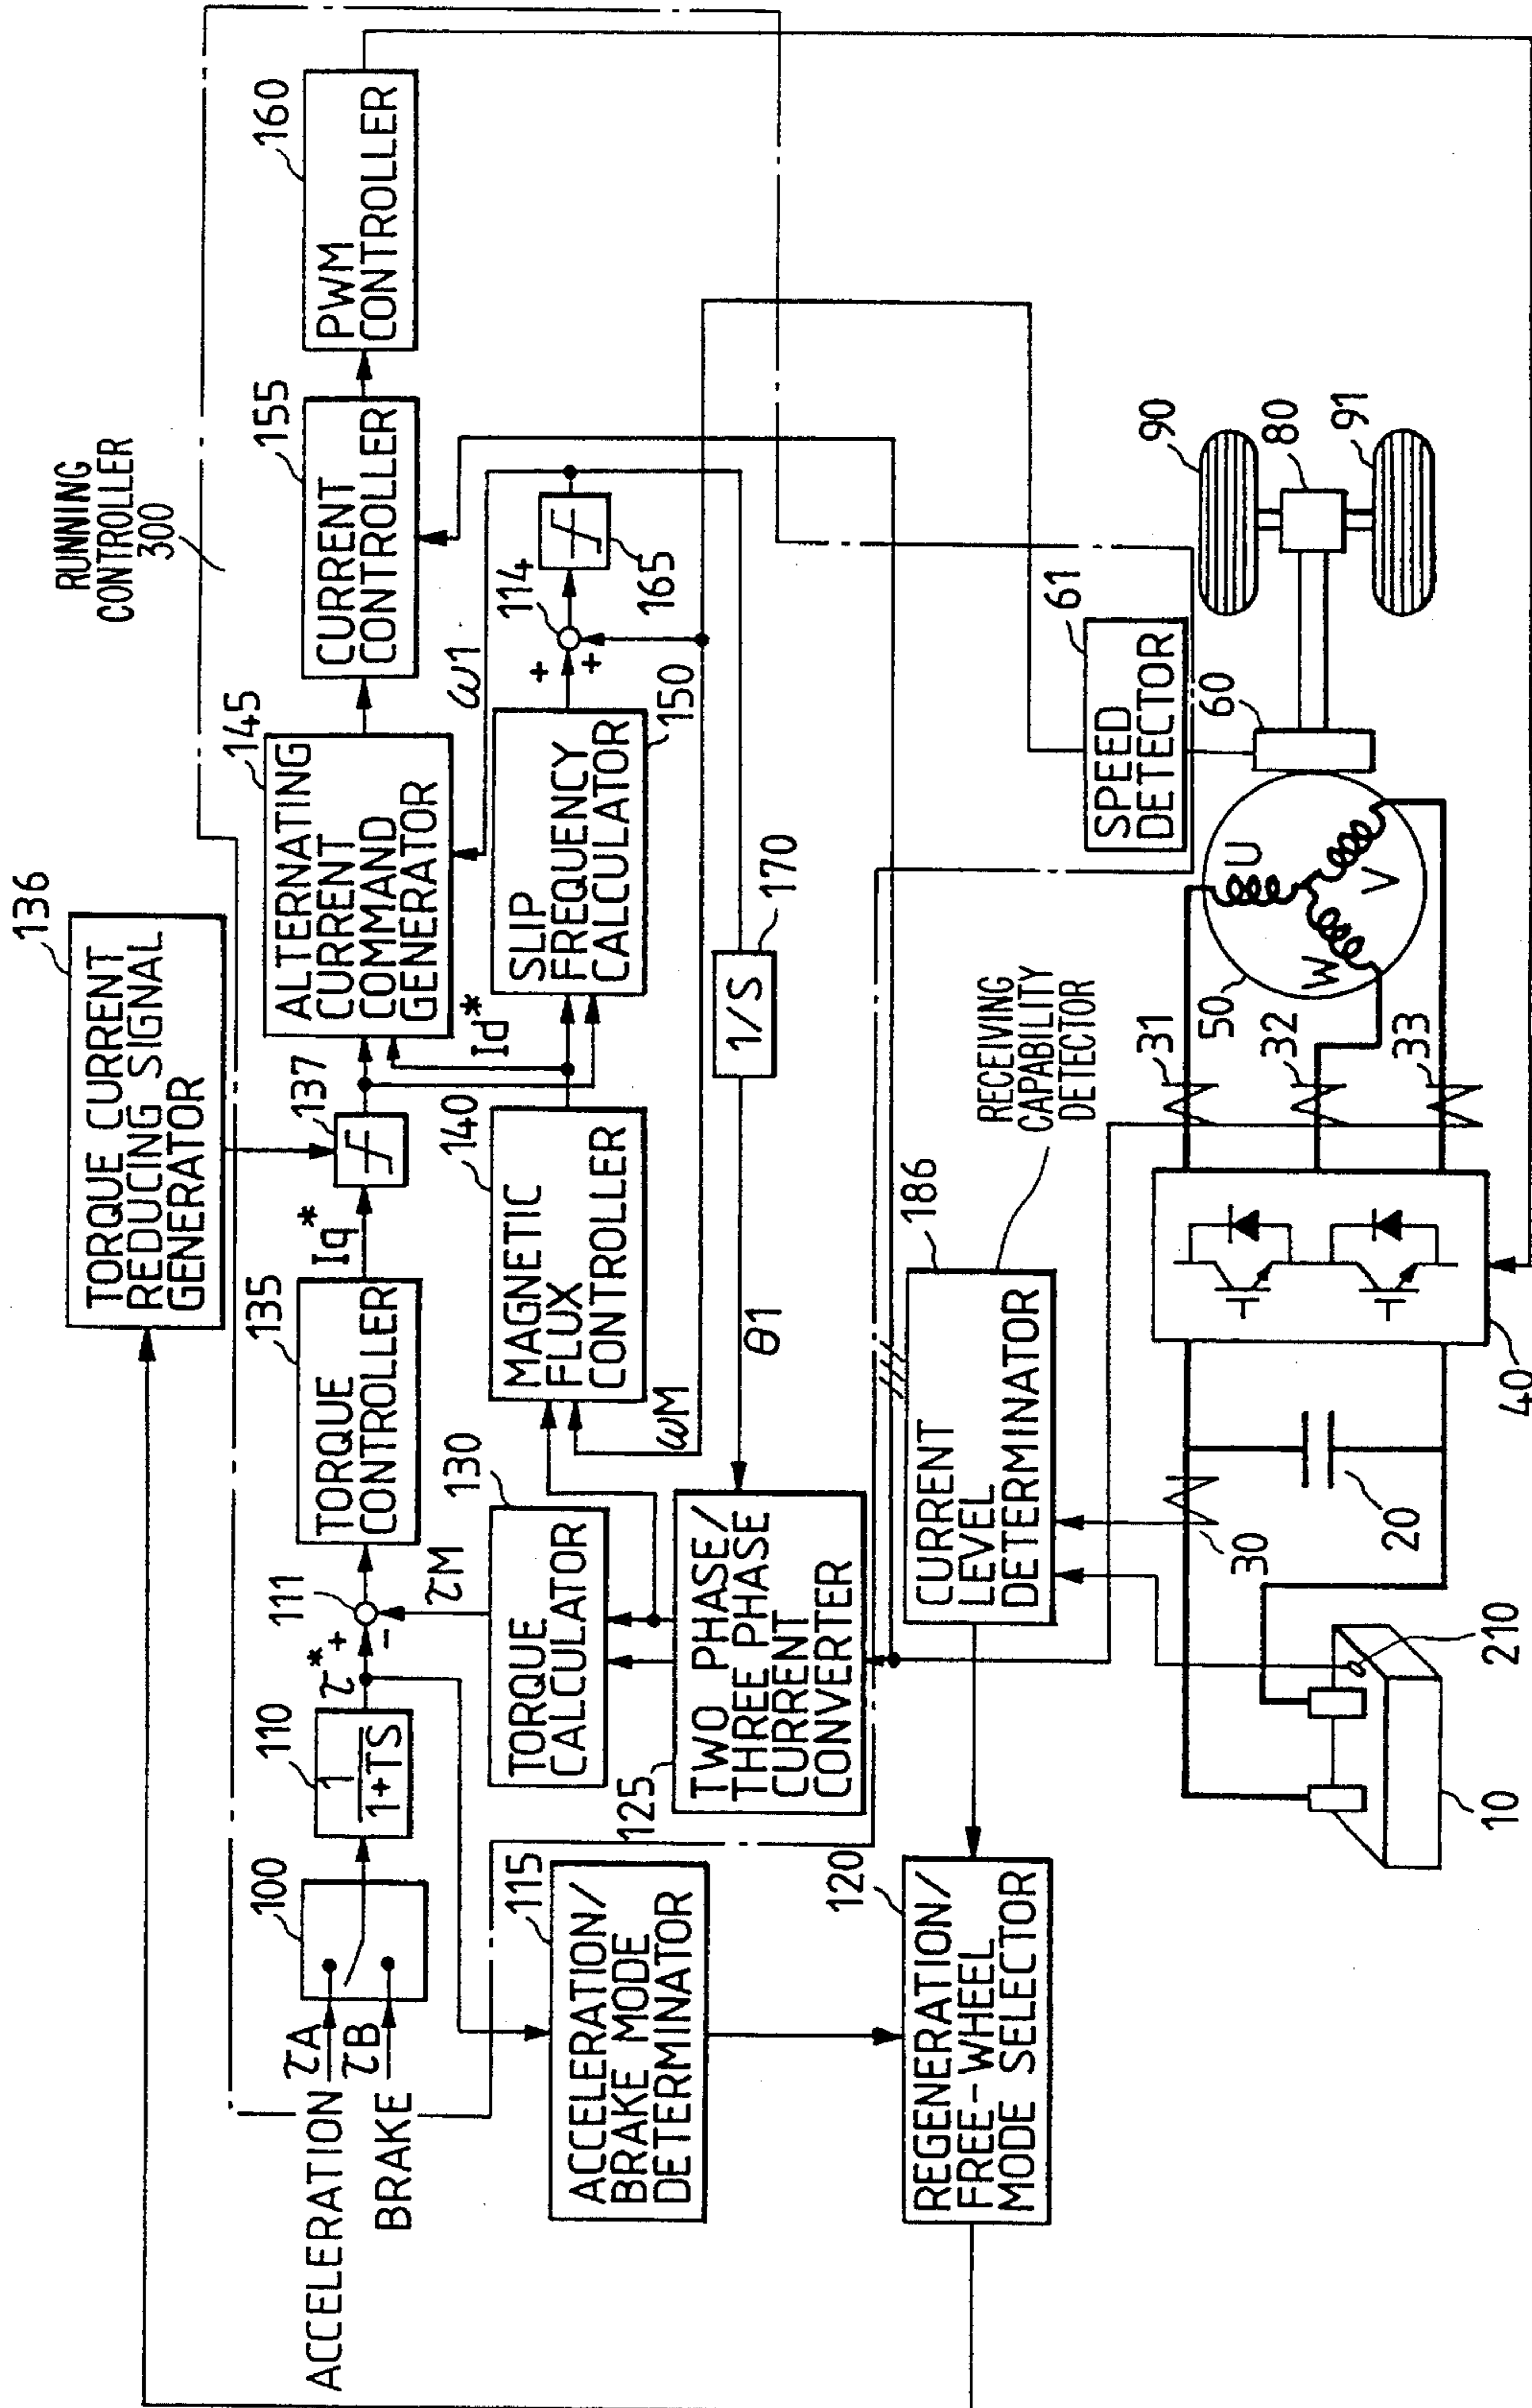 RUNNING
CONTROLLER
300
136
TORQUE CURRENT
REDUCING SIGNAL
GENERATOR
ACCELERATION
τA
τB
BRAKE
100
110
1
1+TS
τ*
+
-
111
τM
135
TORQUE
CONTROLLER
Iq*
137
145
ALTERNATING
CURRENT
COMMAND
GENERATOR
155
CURRENT
CONTROLLER
160
PWM
CONTROLLER
130
TORQUE
CALCULATOR
140
MAGNETIC
FLUX
CONTROLLER
ωM
Id*
SLIP
FREQUENCY
CALCULATOR
150
ω1
+
+
114
165
115
ACCELERATION/
BRAKE MODE
DETERMINATOR
125
TWO PHASE/
THREE PHASE
CURRENT
CONVERTER
θ1
1/S
170
120
REGENERATION/
FREE-WHEEL
MODE SELECTOR
186
CURRENT
LEVEL
DETERMINATOR
RECEIVING
CAPABILITY
DETECTOR
SPEED
DETECTOR
61
60
10
210
30
20
40
31
32
33
50
U
V
W
90
80
91